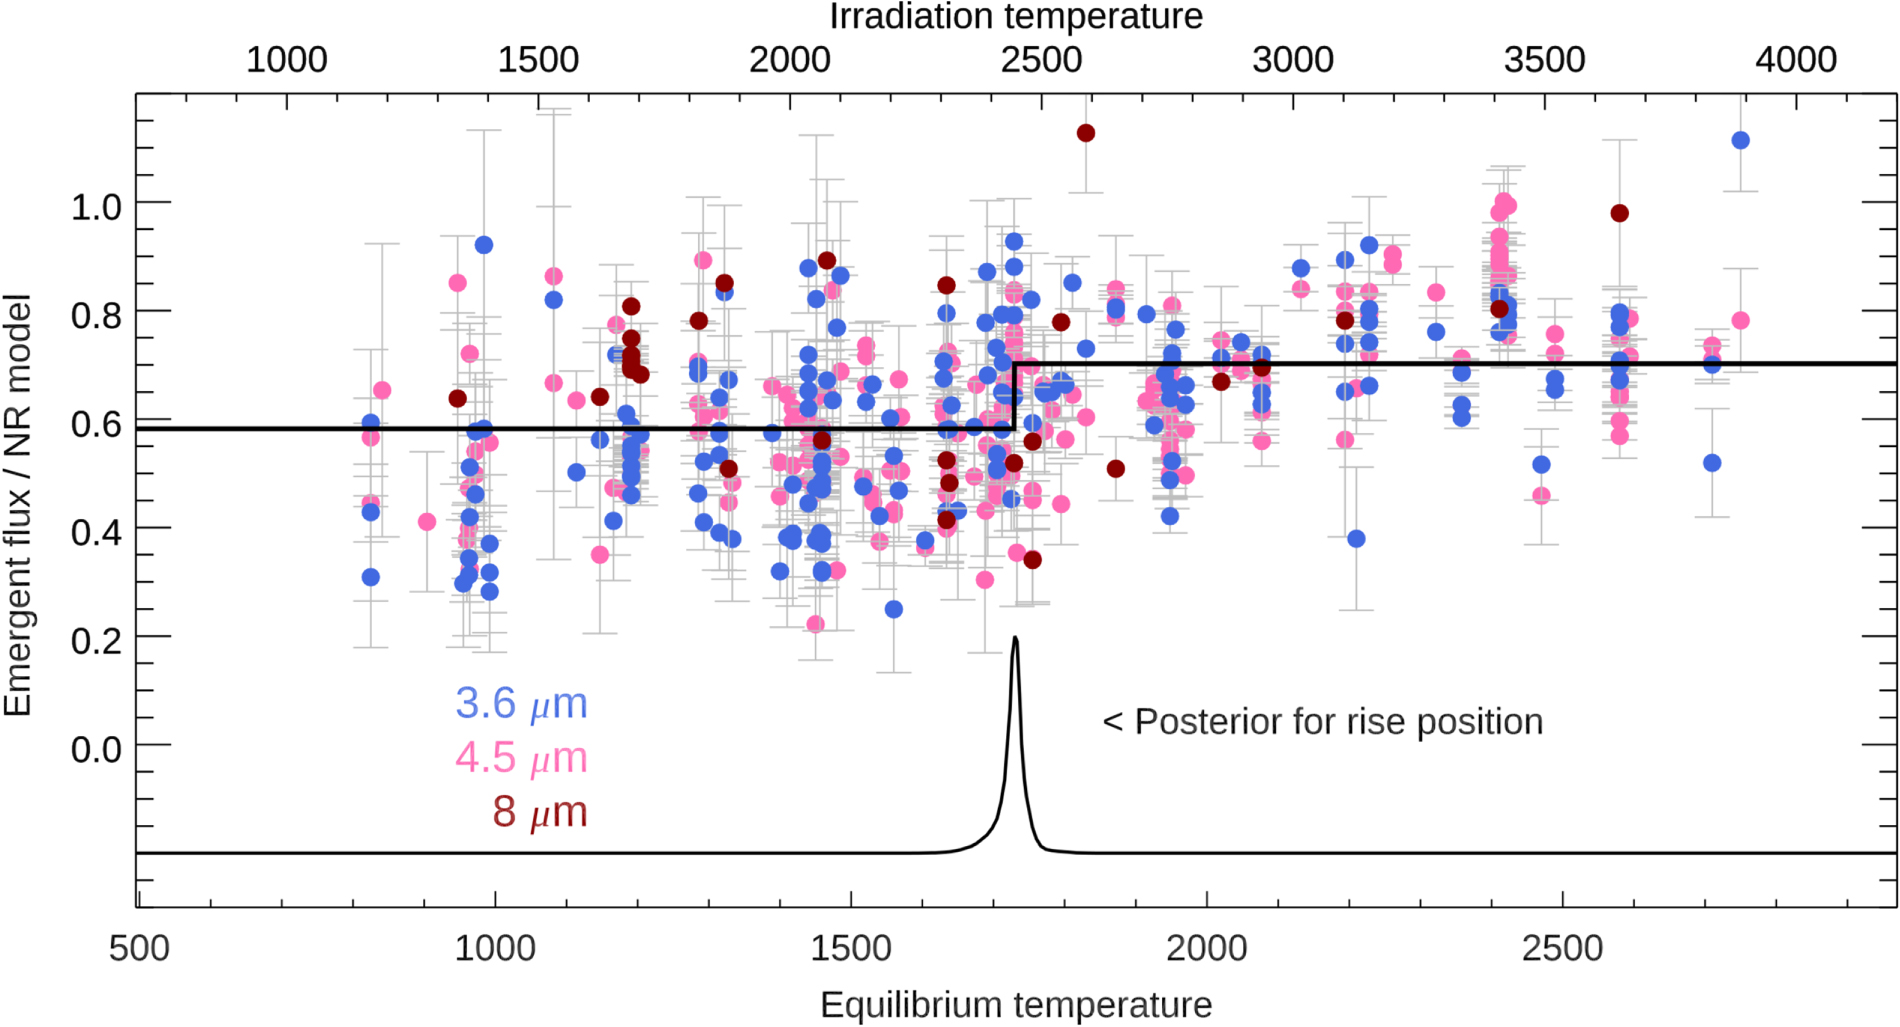 Irradiation temperature
1000 1500 2000 2500 3000 3500 4000
Emergent flux / NR model
1.0
0.8
0.6
0.4
0.2
0.0
3.6 μm
4.5 μm
8 μm
< Posterior for rise position
500 1000 1500 2000 2500
Equilibrium temperature